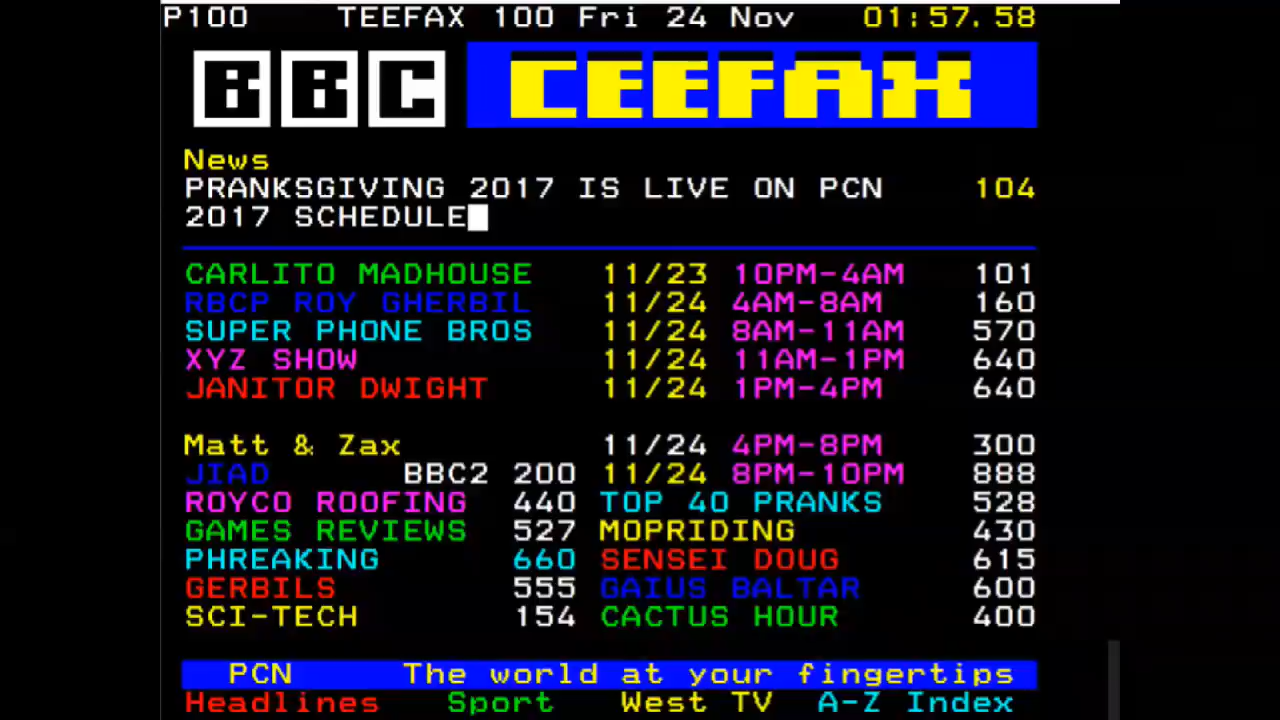 P100 TEEFAX 100 Fri 24 Nov 01:57.58
BBC CEEFAX
News
PRANKSGIVING 2017 IS LIVE ON PCN 104
2017 SCHEDULE
CARLITO MADHOUSE 11/23 10PM-4AM 101
RBCP ROY GHERBIL 11/24 4AM-8AM 160
SUPER PHONE BROS 11/24 8AM-11AM 570
XYZ SHOW 11/24 11AM-1PM 640
JANITOR DWIGHT 11/24 1PM-4PM 640
Matt & Zax 11/24 4PM-8PM 300
JIAD BBC2 200 11/24 8PM-10PM 888
ROYCO ROOFING 440 TOP 40 PRANKS 528
GAMES REVIEWS 527 MOPRIDING 430
PHREAKING 660 SENSEI DOUG 615
GERBILS 555 GAIUS BALTAR 600
SCI-TECH 154 CACTUS HOUR 400
PCN The world at your fingertips
Headlines Sport West TV A-Z Index